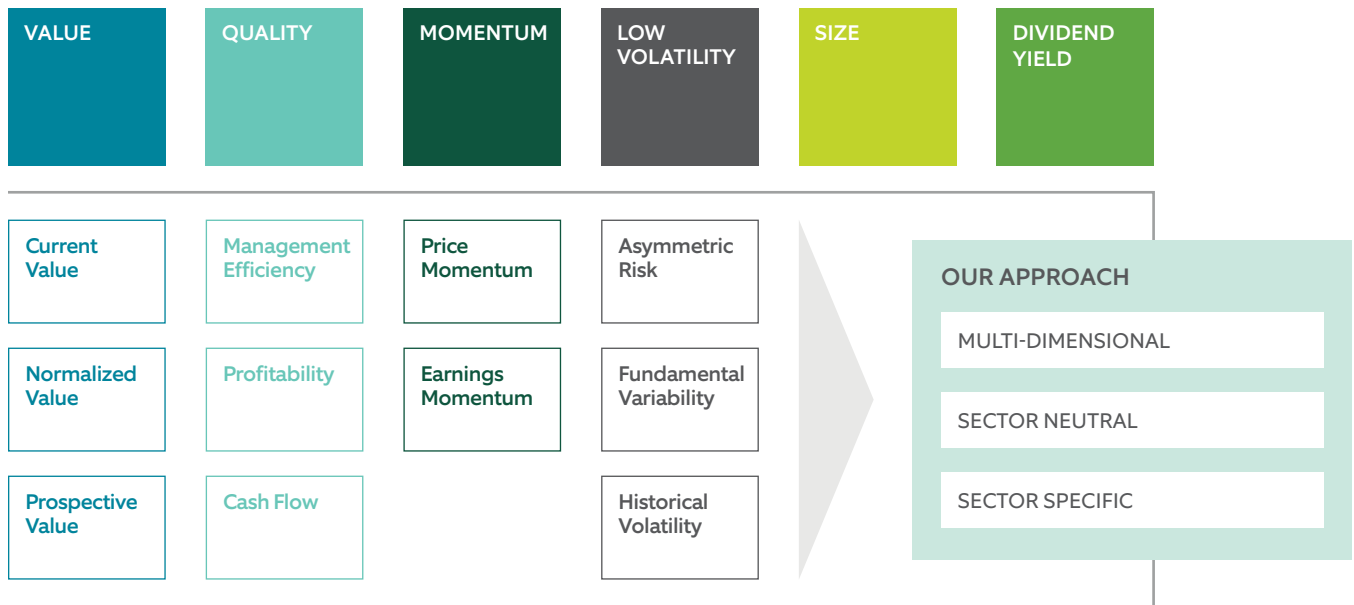 VALUE
QUALITY
MOMENTUM
LOW
VOLATILITY
SIZE
DIVIDEND
YIELD
Current
Value
Management
Efficiency
Price
Momentum
Asymmetric
Risk
Normalized
Value
Profitability
Earnings
Momentum
Fundamental
Variability
Prospective
Value
Cash Flow
Historical
Volatility
OUR APPROACH
MULTI-DIMENSIONAL
SECTOR NEUTRAL
SECTOR SPECIFIC